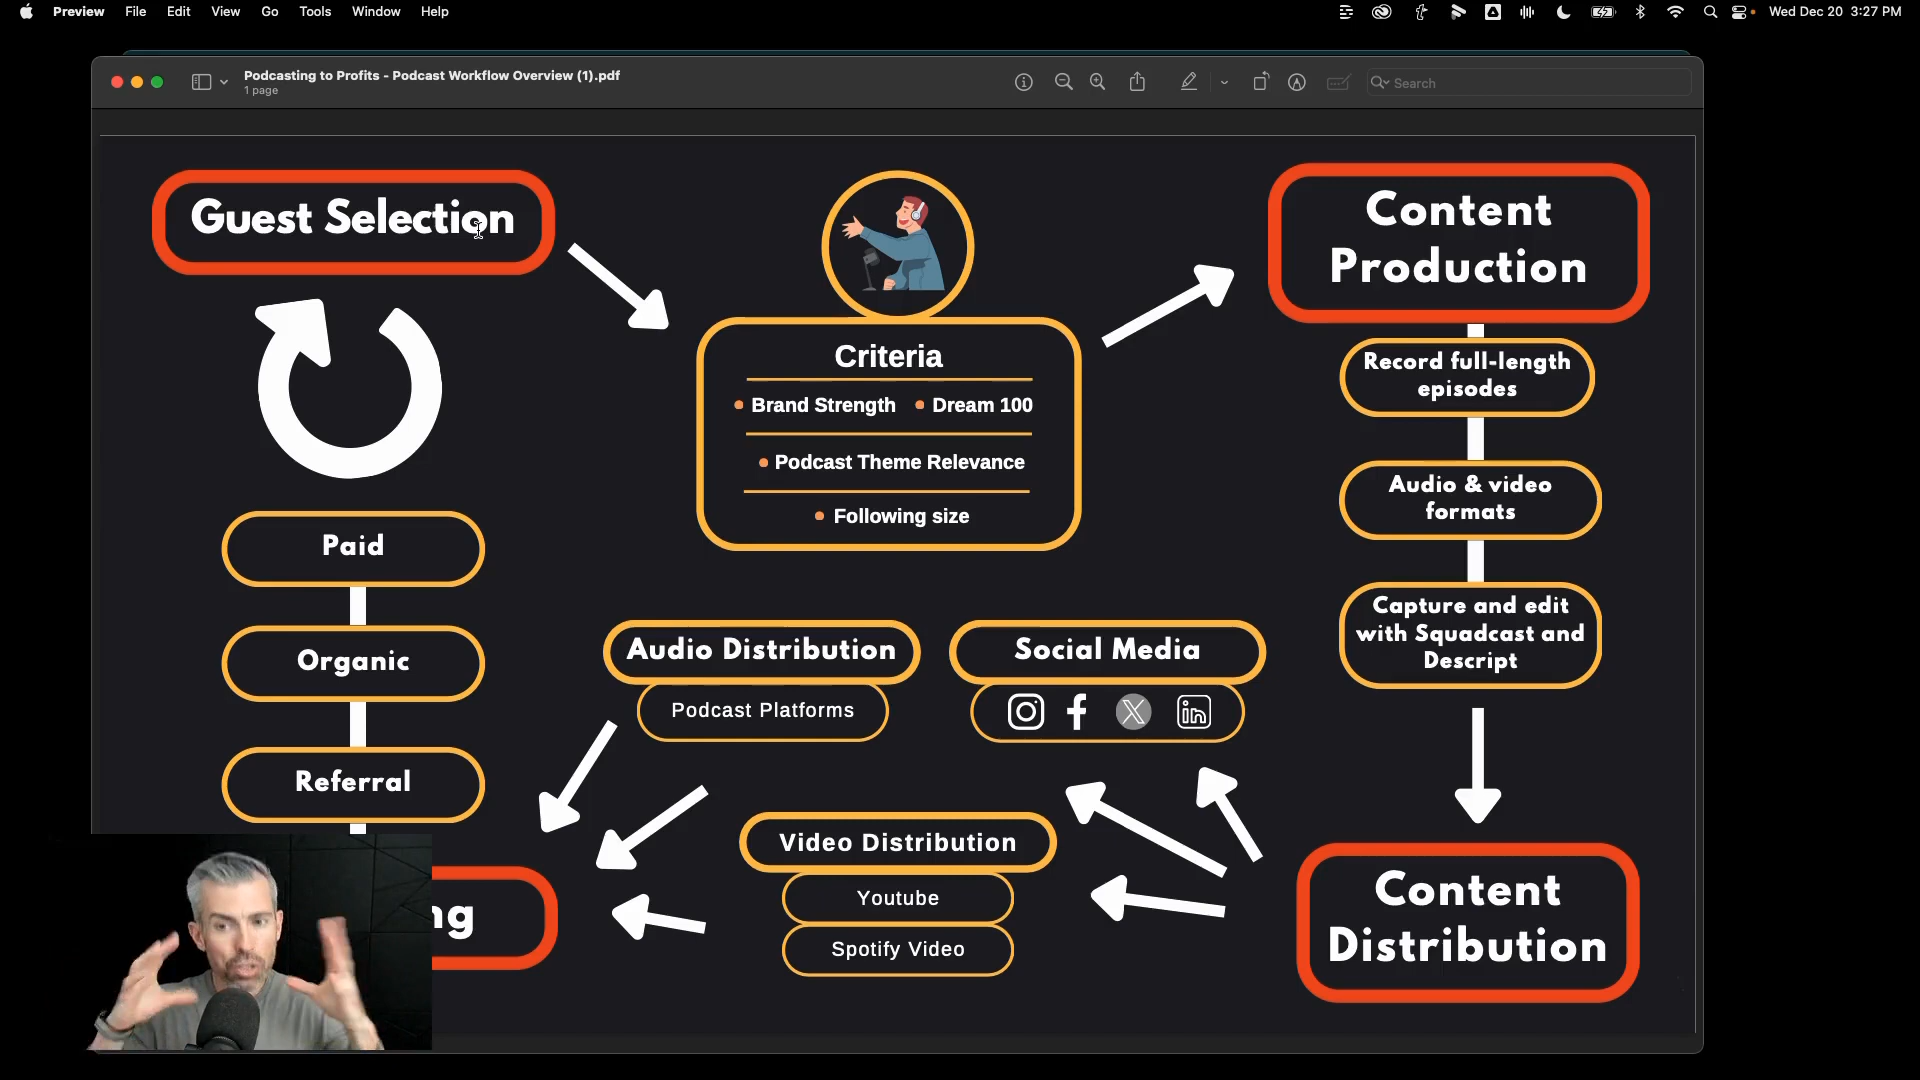 Preview File Edit View Go Tools Window Help
Wed Dec 20 3:27 PM
Podcasting to Profits - Podcast Workflow Overview (1).pdf
1 page
Search
Guest Selection
Criteria
Brand Strength
Dream 100
Podcast Theme Relevance
Following size
Content
Production
Record full-length
episodes
Audio & video
formats
Capture and edit
with Squadcast and
Descript
Paid
Organic
Referral
Audio Distribution
Podcast Platforms
Social Media
Video Distribution
Youtube
Spotify Video
Content
Distribution
ng